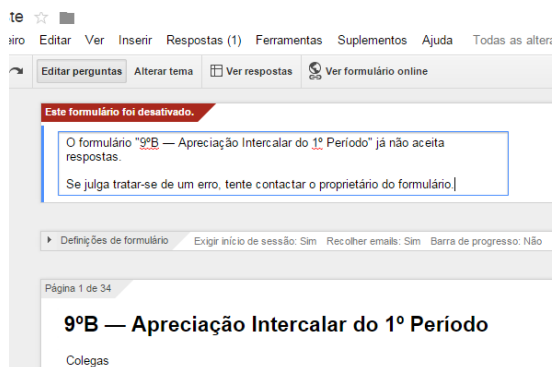 te
eiro Editar Ver Inserir Respostas (1) Ferramentas Suplementos Ajuda Todas as altera
Editar perguntas Alterar tema Ver respostas Ver formulário online
Este formulário foi desativado.
O formulário "9ºB — Apreciação Intercalar do 1º Período" já não aceita
respostas.
Se julga tratar-se de um erro, tente contactar o proprietário do formulário.
Definições de formulário Exigir início de sessão: Sim Recolher emails: Sim Barra de progresso: Não
Página 1 de 34
9ºB — Apreciação Intercalar do 1º Período
Colegas